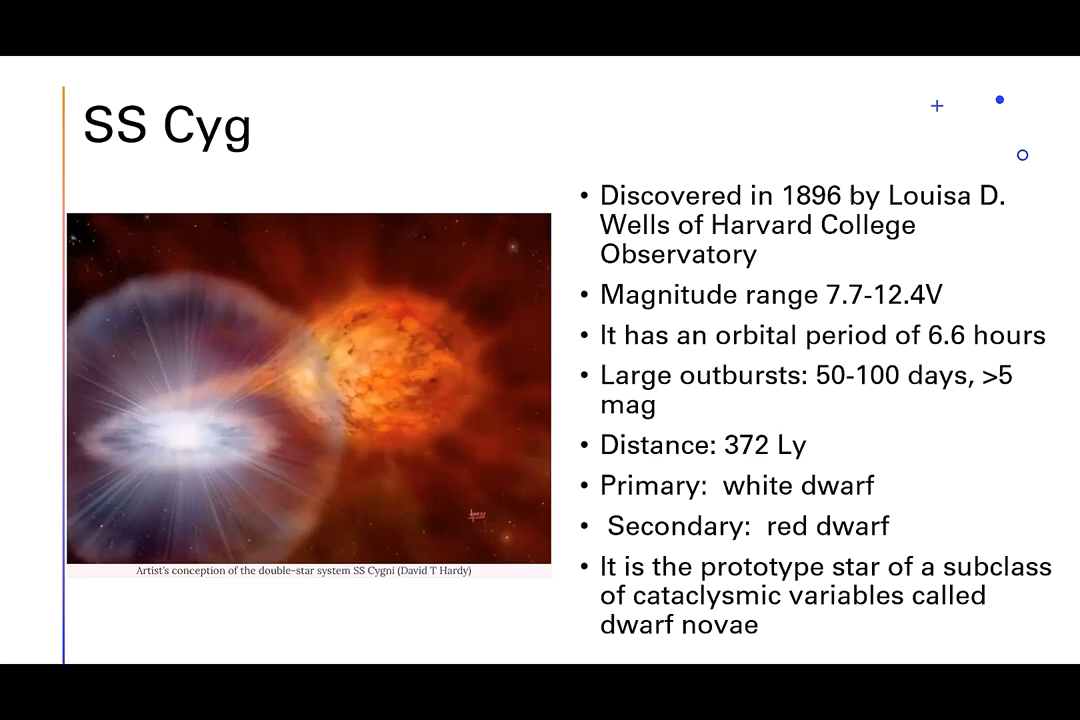 SS Cyg
Artist's conception of the double-star system SS Cygni (David T Hardy)
• Discovered in 1896 by Louisa D.
Wells of Harvard College
Observatory
• Magnitude range 7.7-12.4V
• It has an orbital period of 6.6 hours
• Large outbursts: 50-100 days, >5
mag
• Distance: 372 Ly
• Primary:  white dwarf
•  Secondary:  red dwarf
• It is the prototype star of a subclass
of cataclysmic variables called
dwarf novae